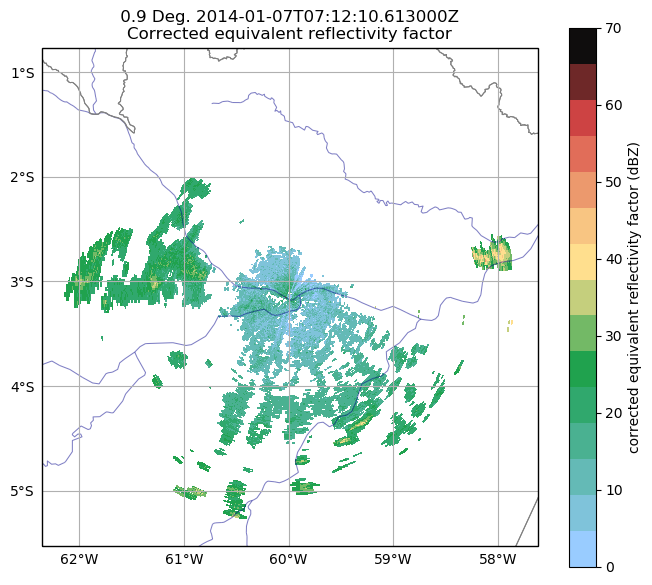 0.9 Deg. 2014-01-07T07:12:10.613000Z
Corrected equivalent reflectivity factor
1°S
2°S
3°S
4°S
5°S
62°W
61°W
60°W
59°W
58°W
70
60
50
40
30
20
10
0
corrected equivalent reflectivity factor (dBZ)